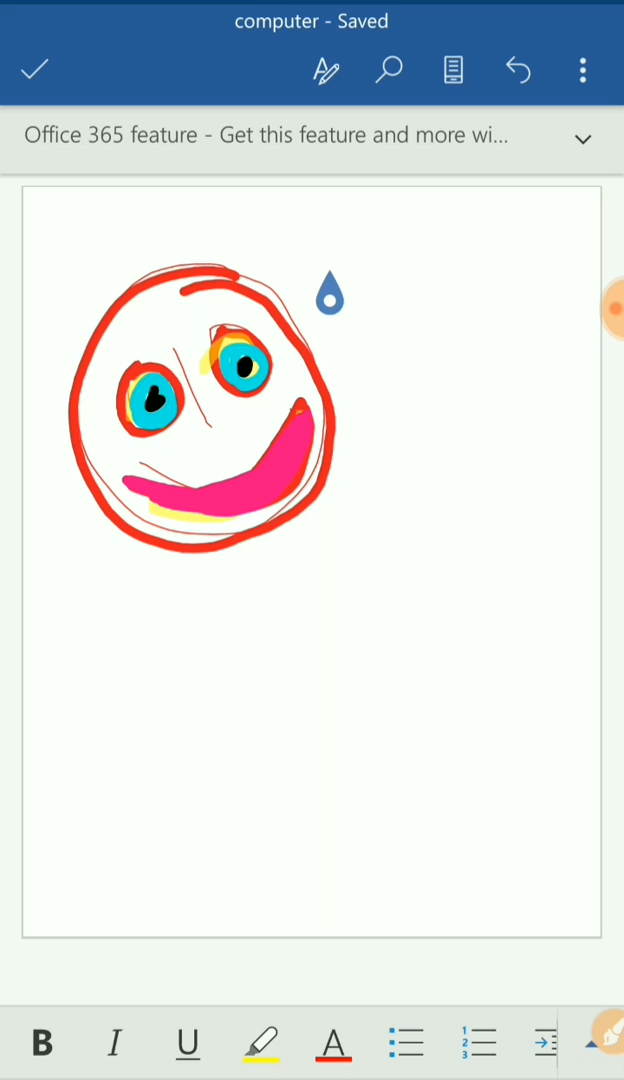 computer - Saved
Office 365 feature - Get this feature and more wi...
B I U A